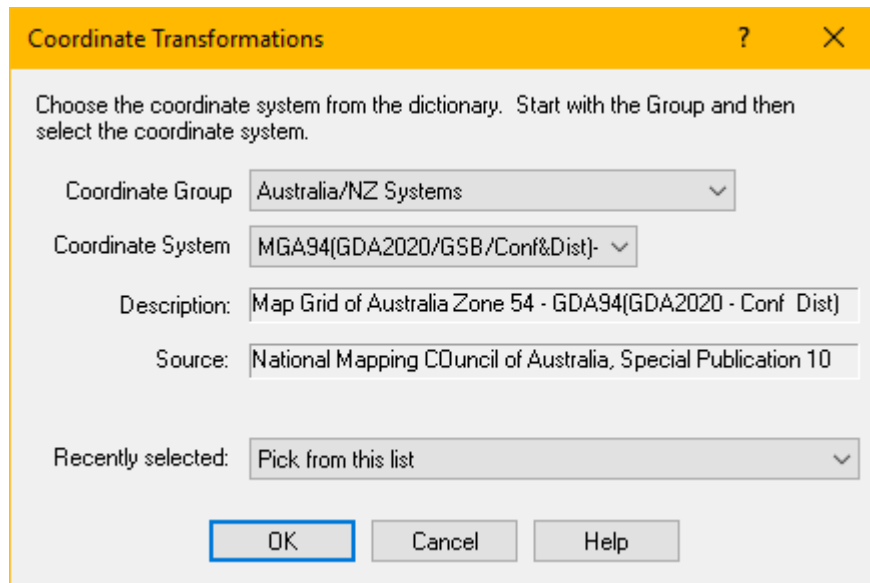 Coordinate Transformations ?
Choose the coordinate system from the dictionary. Start with the Group and then
select the coordinate system.
Coordinate Group Australia/NZ Systems
Coordinate System MGA94(GDA2020/GSB/Conf&Dist)-
Description: Map Grid of Australia Zone 54 - GDA94(GDA2020 - Conf Dist)
Source: National Mapping COuncil of Australia, Special Publication 10
Recently selected: Pick from this list
OK Cancel Help